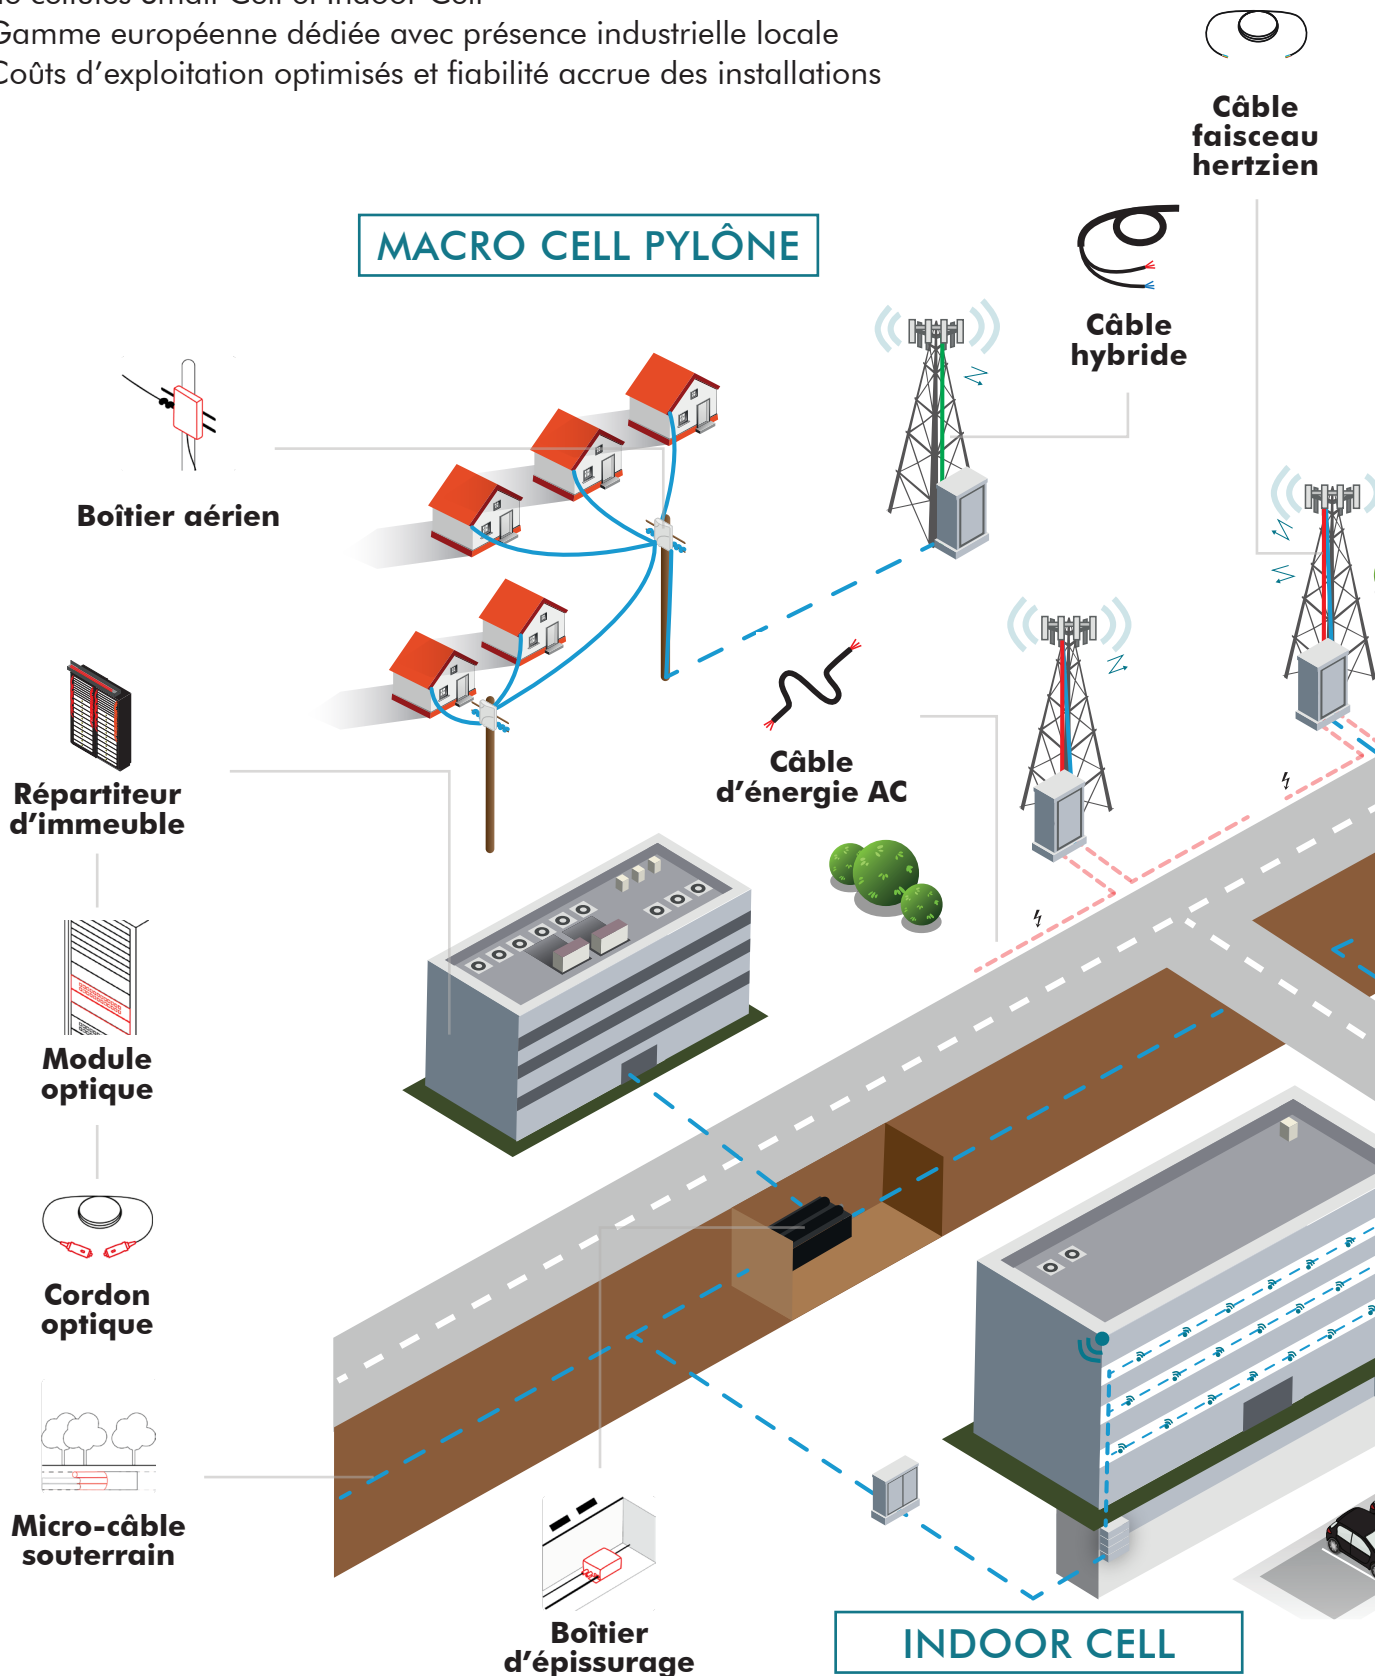 Gamme européenne dédiée avec présence industrielle locale
Coûts d’exploitation optimisés et fiabilité accrue des installations
Câble
faisceau
hertzien
MACRO CELL PYLÔNE
Câble
hybride
Boîtier aérien
Câble
d’énergie AC
Répartiteur
d’immeuble
Module
optique
Cordon
optique
Micro-câble
souterrain
Boîtier
d’épissurage
INDOOR CELL